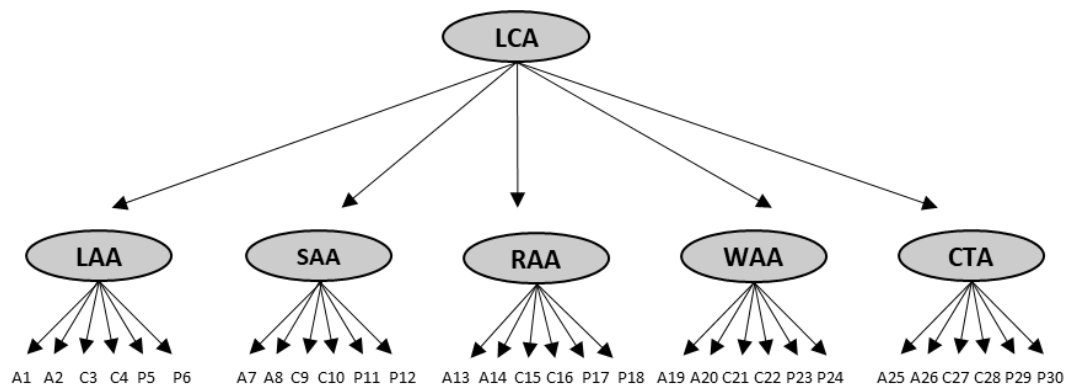 LCA
LAA SAA RAA WAA CTA
A1 A2 C3 C4 P5 P6 A7 A8 C9 C10 P11 P12 A13 A14 C15 C16 P17 P18 A19 A20 C21 C22 P23 P24 A25 A26 C27 C28 P29 P30